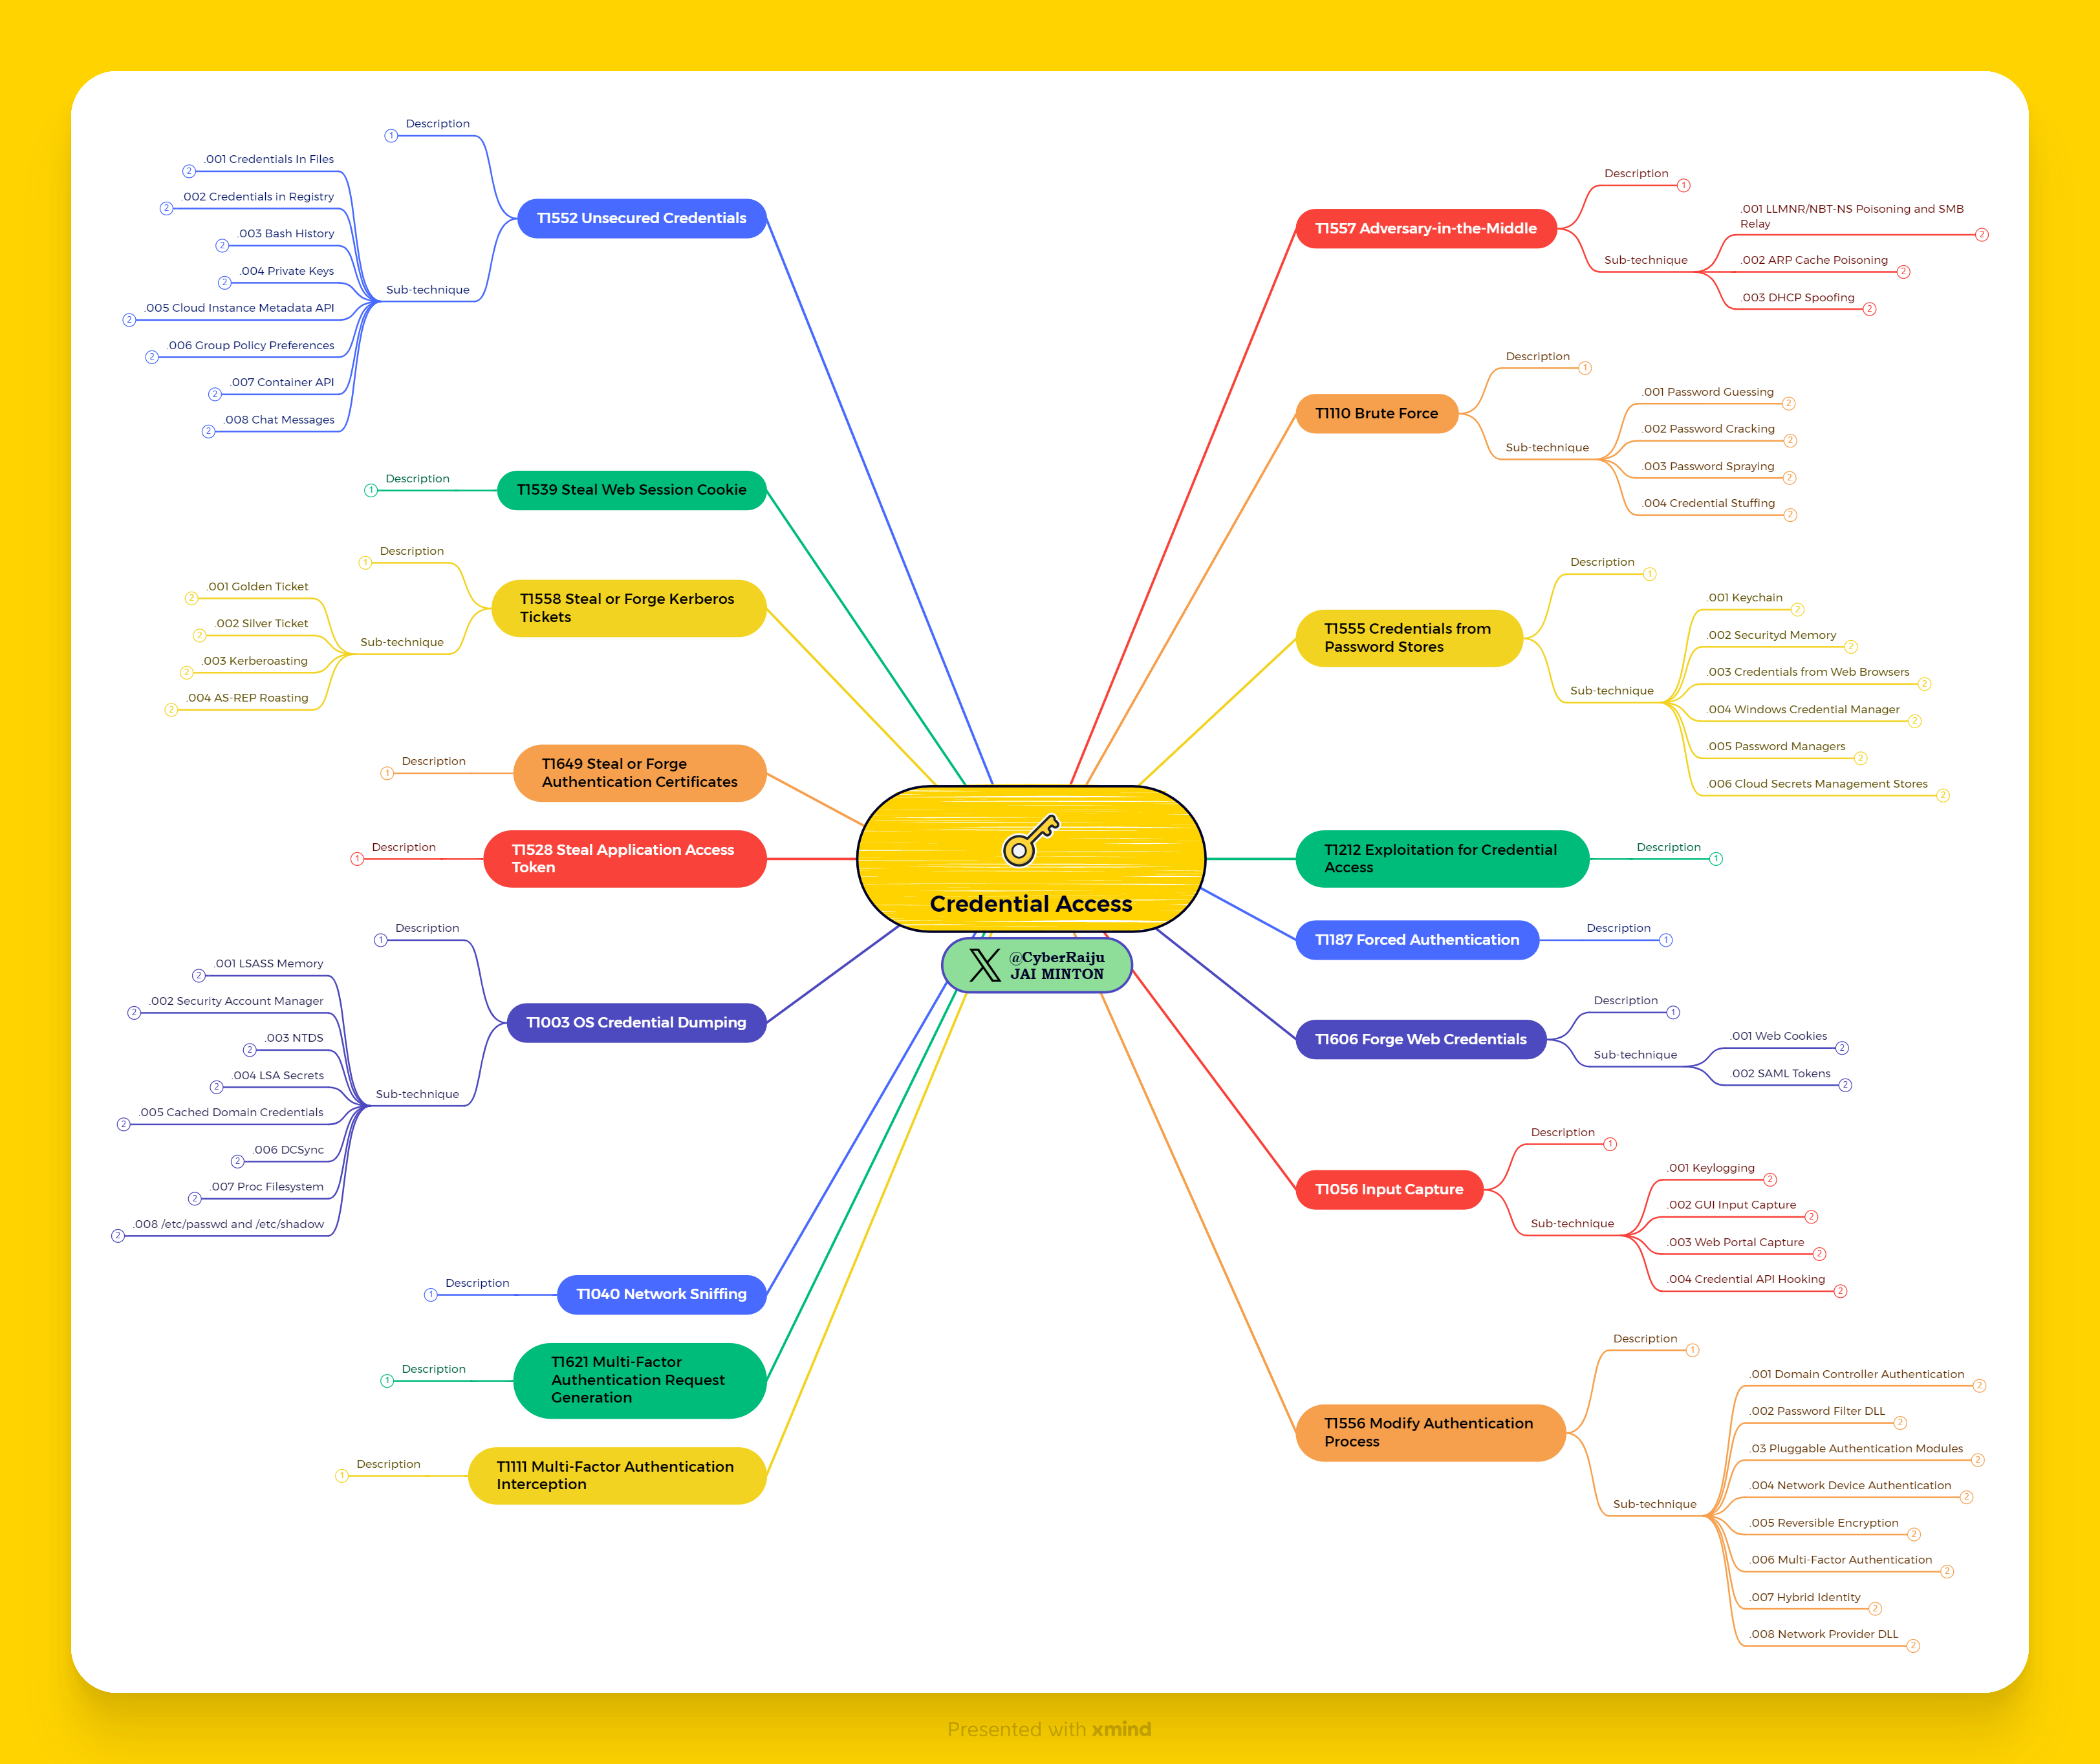 Description
1
.001 Credentials In Files
2
.002 Credentials in Registry
2
.003 Bash History
2
.004 Private Keys
2
.005 Cloud Instance Metadata API
2
.006 Group Policy Preferences
2
.007 Container API
2
.008 Chat Messages
2
Sub-technique
T1552 Unsecured Credentials
Description
1
T1539 Steal Web Session Cookie
Description
1
.001 Golden Ticket
2
.002 Silver Ticket
2
.003 Kerberoasting
2
.004 AS-REP Roasting
2
Sub-technique
T1558 Steal or Forge Kerberos
Tickets
Description
1
T1649 Steal or Forge
Authentication Certificates
Description
1
T1528 Steal Application Access
Token
Description
1
.001 LSASS Memory
2
.002 Security Account Manager
2
.003 NTDS
2
.004 LSA Secrets
2
.005 Cached Domain Credentials
2
.006 DCSync
2
.007 Proc Filesystem
2
.008 /etc/passwd and /etc/shadow
2
Sub-technique
T1003 OS Credential Dumping
Description
1
T1040 Network Sniffing
Description
1
T1621 Multi-Factor
Authentication Request
Generation
Description
1
T1111 Multi-Factor Authentication
Interception
Credential Access
@CyberRaiju
JAI MINTON
T1557 Adversary-in-the-Middle
Description
1
Sub-technique
.001 LLMNR/NBT-NS Poisoning and SMB
Relay
2
.002 ARP Cache Poisoning
2
.003 DHCP Spoofing
2
T1110 Brute Force
Description
1
Sub-technique
.001 Password Guessing
2
.002 Password Cracking
2
.003 Password Spraying
2
.004 Credential Stuffing
2
T1555 Credentials from
Password Stores
Description
1
Sub-technique
.001 Keychain
2
.002 Securityd Memory
2
.003 Credentials from Web Browsers
2
.004 Windows Credential Manager
2
.005 Password Managers
2
.006 Cloud Secrets Management Stores
2
T1212 Exploitation for Credential
Access
Description
1
T1187 Forced Authentication
Description
1
T1606 Forge Web Credentials
Description
1
Sub-technique
.001 Web Cookies
2
.002 SAML Tokens
2
T1056 Input Capture
Description
1
Sub-technique
.001 Keylogging
2
.002 GUI Input Capture
2
.003 Web Portal Capture
2
.004 Credential API Hooking
2
T1556 Modify Authentication
Process
Description
1
Sub-technique
.001 Domain Controller Authentication
2
.002 Password Filter DLL
2
.03 Pluggable Authentication Modules
2
.004 Network Device Authentication
2
.005 Reversible Encryption
2
.006 Multi-Factor Authentication
2
.007 Hybrid Identity
2
.008 Network Provider DLL
2
Presented with xmind